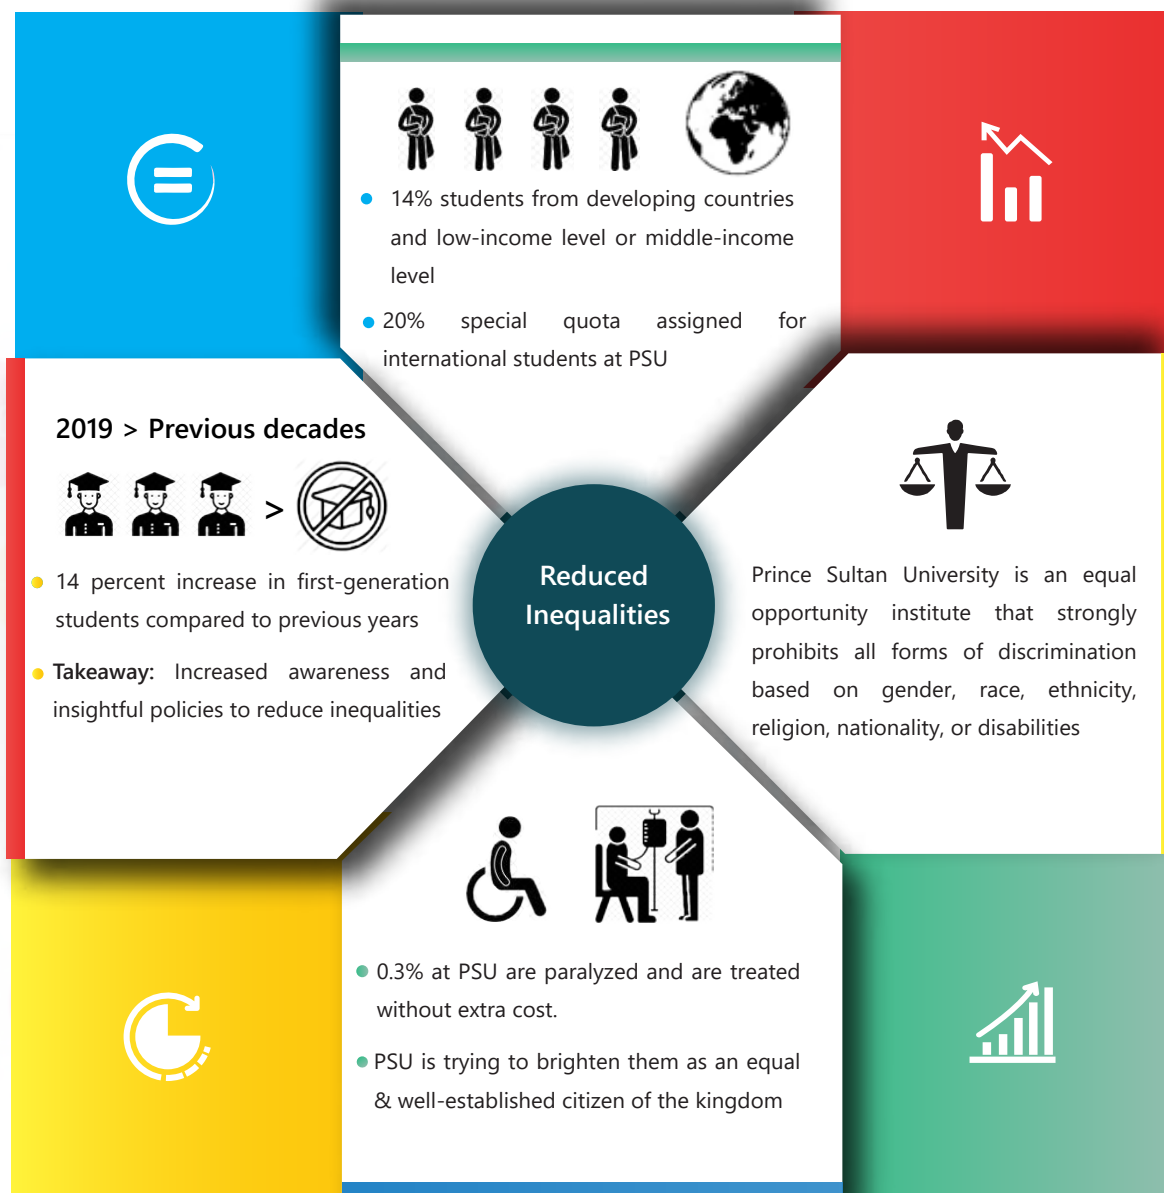 14% students from developing countries
and low-income level or middle-income
level
20% special quota assigned for
international students at PSU
2019 > Previous decades
>
14 percent increase in first-generation
students compared to previous years
Takeaway: Increased awareness and
insightful policies to reduce inequalities
Reduced
Inequalities
Prince Sultan University is an equal
opportunity institute that strongly
prohibits all forms of discrimination
based on gender, race, ethnicity,
religion, nationality, or disabilities
0.3% at PSU are paralyzed and are treated
without extra cost.
PSU is trying to brighten them as an equal
& well-established citizen of the kingdom